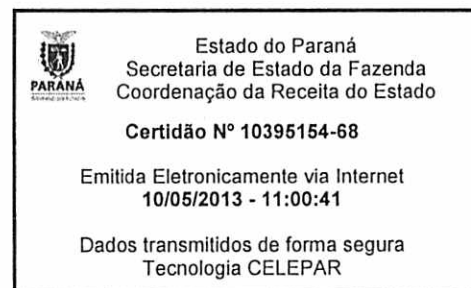 Estado do Paraná
Secretaria de Estado da Fazenda
Coordenação da Receita do Estado
PARANÁ
Certidão Nº 10395154-68
Emitida Eletronicamente via Internet
10/05/2013 - 11:00:41
Dados transmitidos de forma segura
Tecnologia CELEPAR